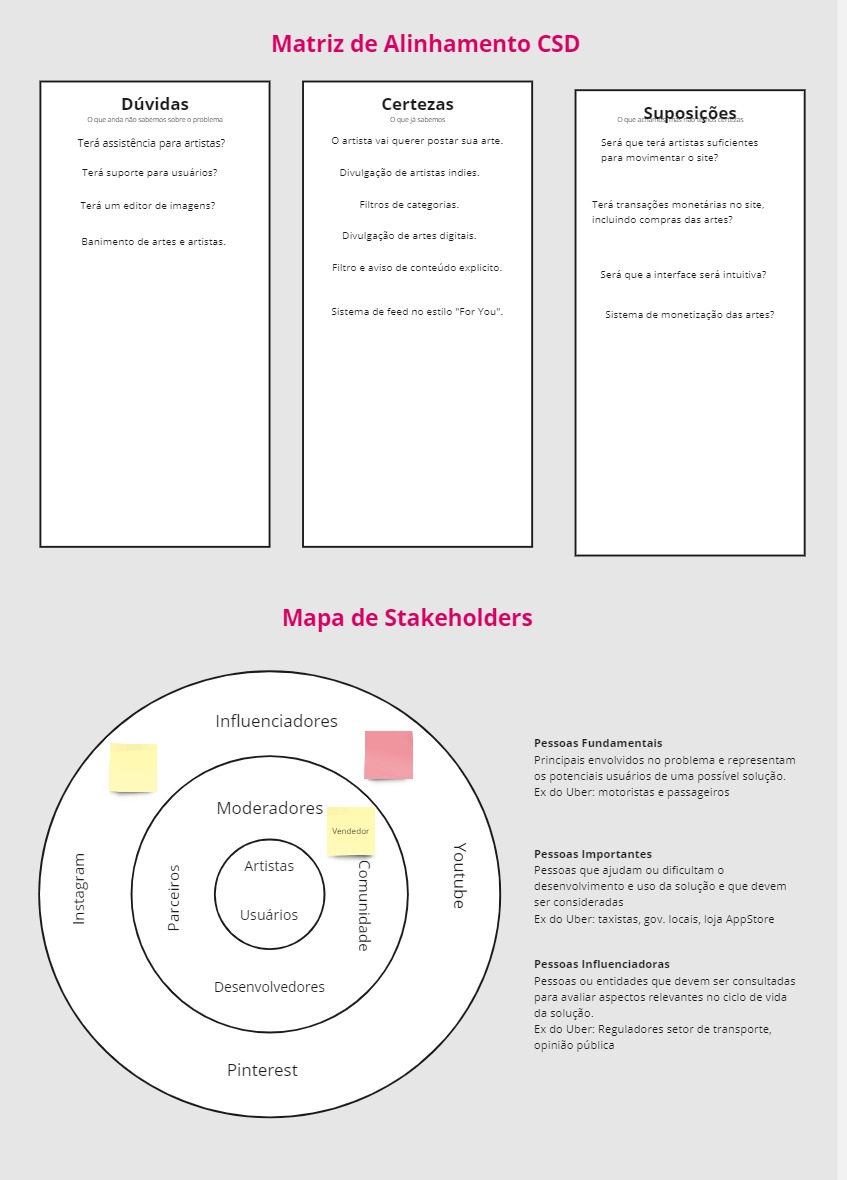 Matriz de Alinhamento CSD
Dúvidas
O que anda não sabemos sobre o problema
Terá assistência para artistas?
Terá suporte para usuários?
Terá um editor de imagens?
Banimento de artes e artistas.
Certezas
O que já sabemos
O artista vai querer postar sua arte.
Divulgação de artistas indies.
Filtros de categorias.
Divulgação de artes digitais.
Filtro e aviso de conteúdo explicito.
Sistema de feed no estilo "For You".
Suposições
O que achamos mas não temos certezas
Será que terá artistas suficientes
para movimentar o site?
Terá transações monetárias no site,
incluindo compras das artes?
Será que a interface será intuitiva?
Sistema de monetização das artes?
Mapa de Stakeholders
Influenciadores
Moderadores
Vendedor
Artistas
Usuários
Instagram
Parceiros
Comunidade
Youtube
Desenvolvedores
Pinterest
Pessoas Fundamentais
Principais envolvidos no problema e representam
os potenciais usuários de uma possível solução.
Ex do Uber: motoristas e passageiros
Pessoas Importantes
Pessoas que ajudam ou dificultam o
desenvolvimento e uso da solução e que devem
ser consideradas
Ex do Uber: taxistas, gov. locais, loja AppStore
Pessoas Influenciadoras
Pessoas ou entidades que devem ser consultadas
para avaliar aspectos relevantes no ciclo de vida
da solução.
Ex do Uber: Reguladores setor de transporte,
opinião pública